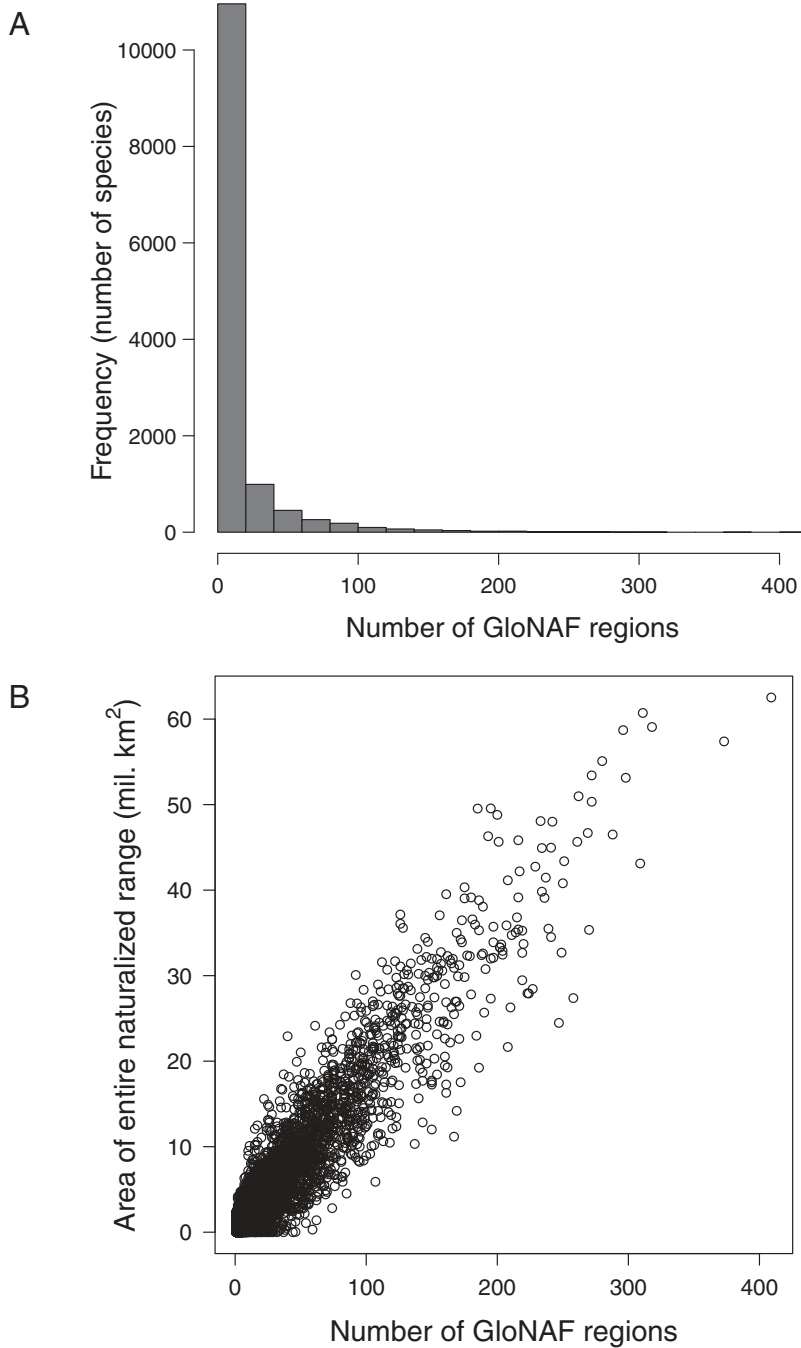 A
10000
8000
6000
4000
2000
0
Frequency (number of species)
0 100 200 300 400
Number of GloNAF regions
B
60
50
40
30
20
10
0
Area of entire naturalized range (mil. km²)
0 100 200 300 400
Number of GloNAF regions